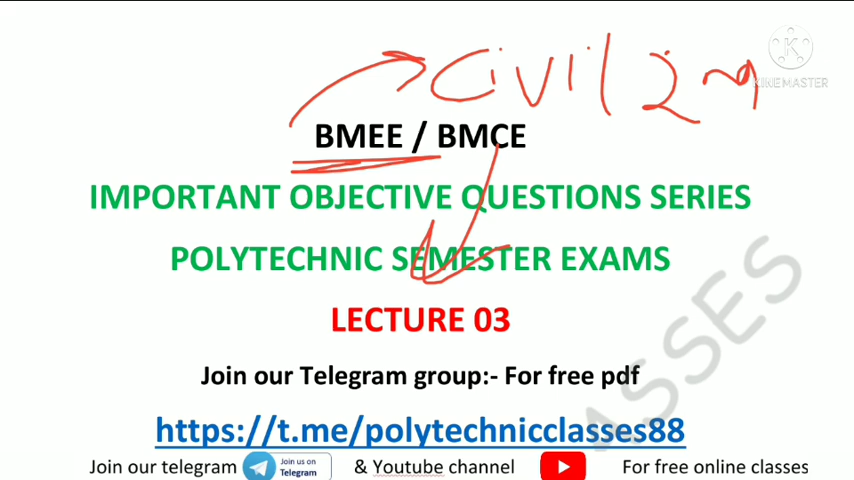 Civil 2nd
KINEMASTER
BMEE / BMCE
IMPORTANT OBJECTIVE QUESTIONS SERIES
POLYTECHNIC SEMESTER EXAMS
LECTURE 03
Join our Telegram group:- For free pdf
https://t.me/polytechnicclasses88
Join our telegram Join us on Telegram & Youtube channel For free online classes
ASSES